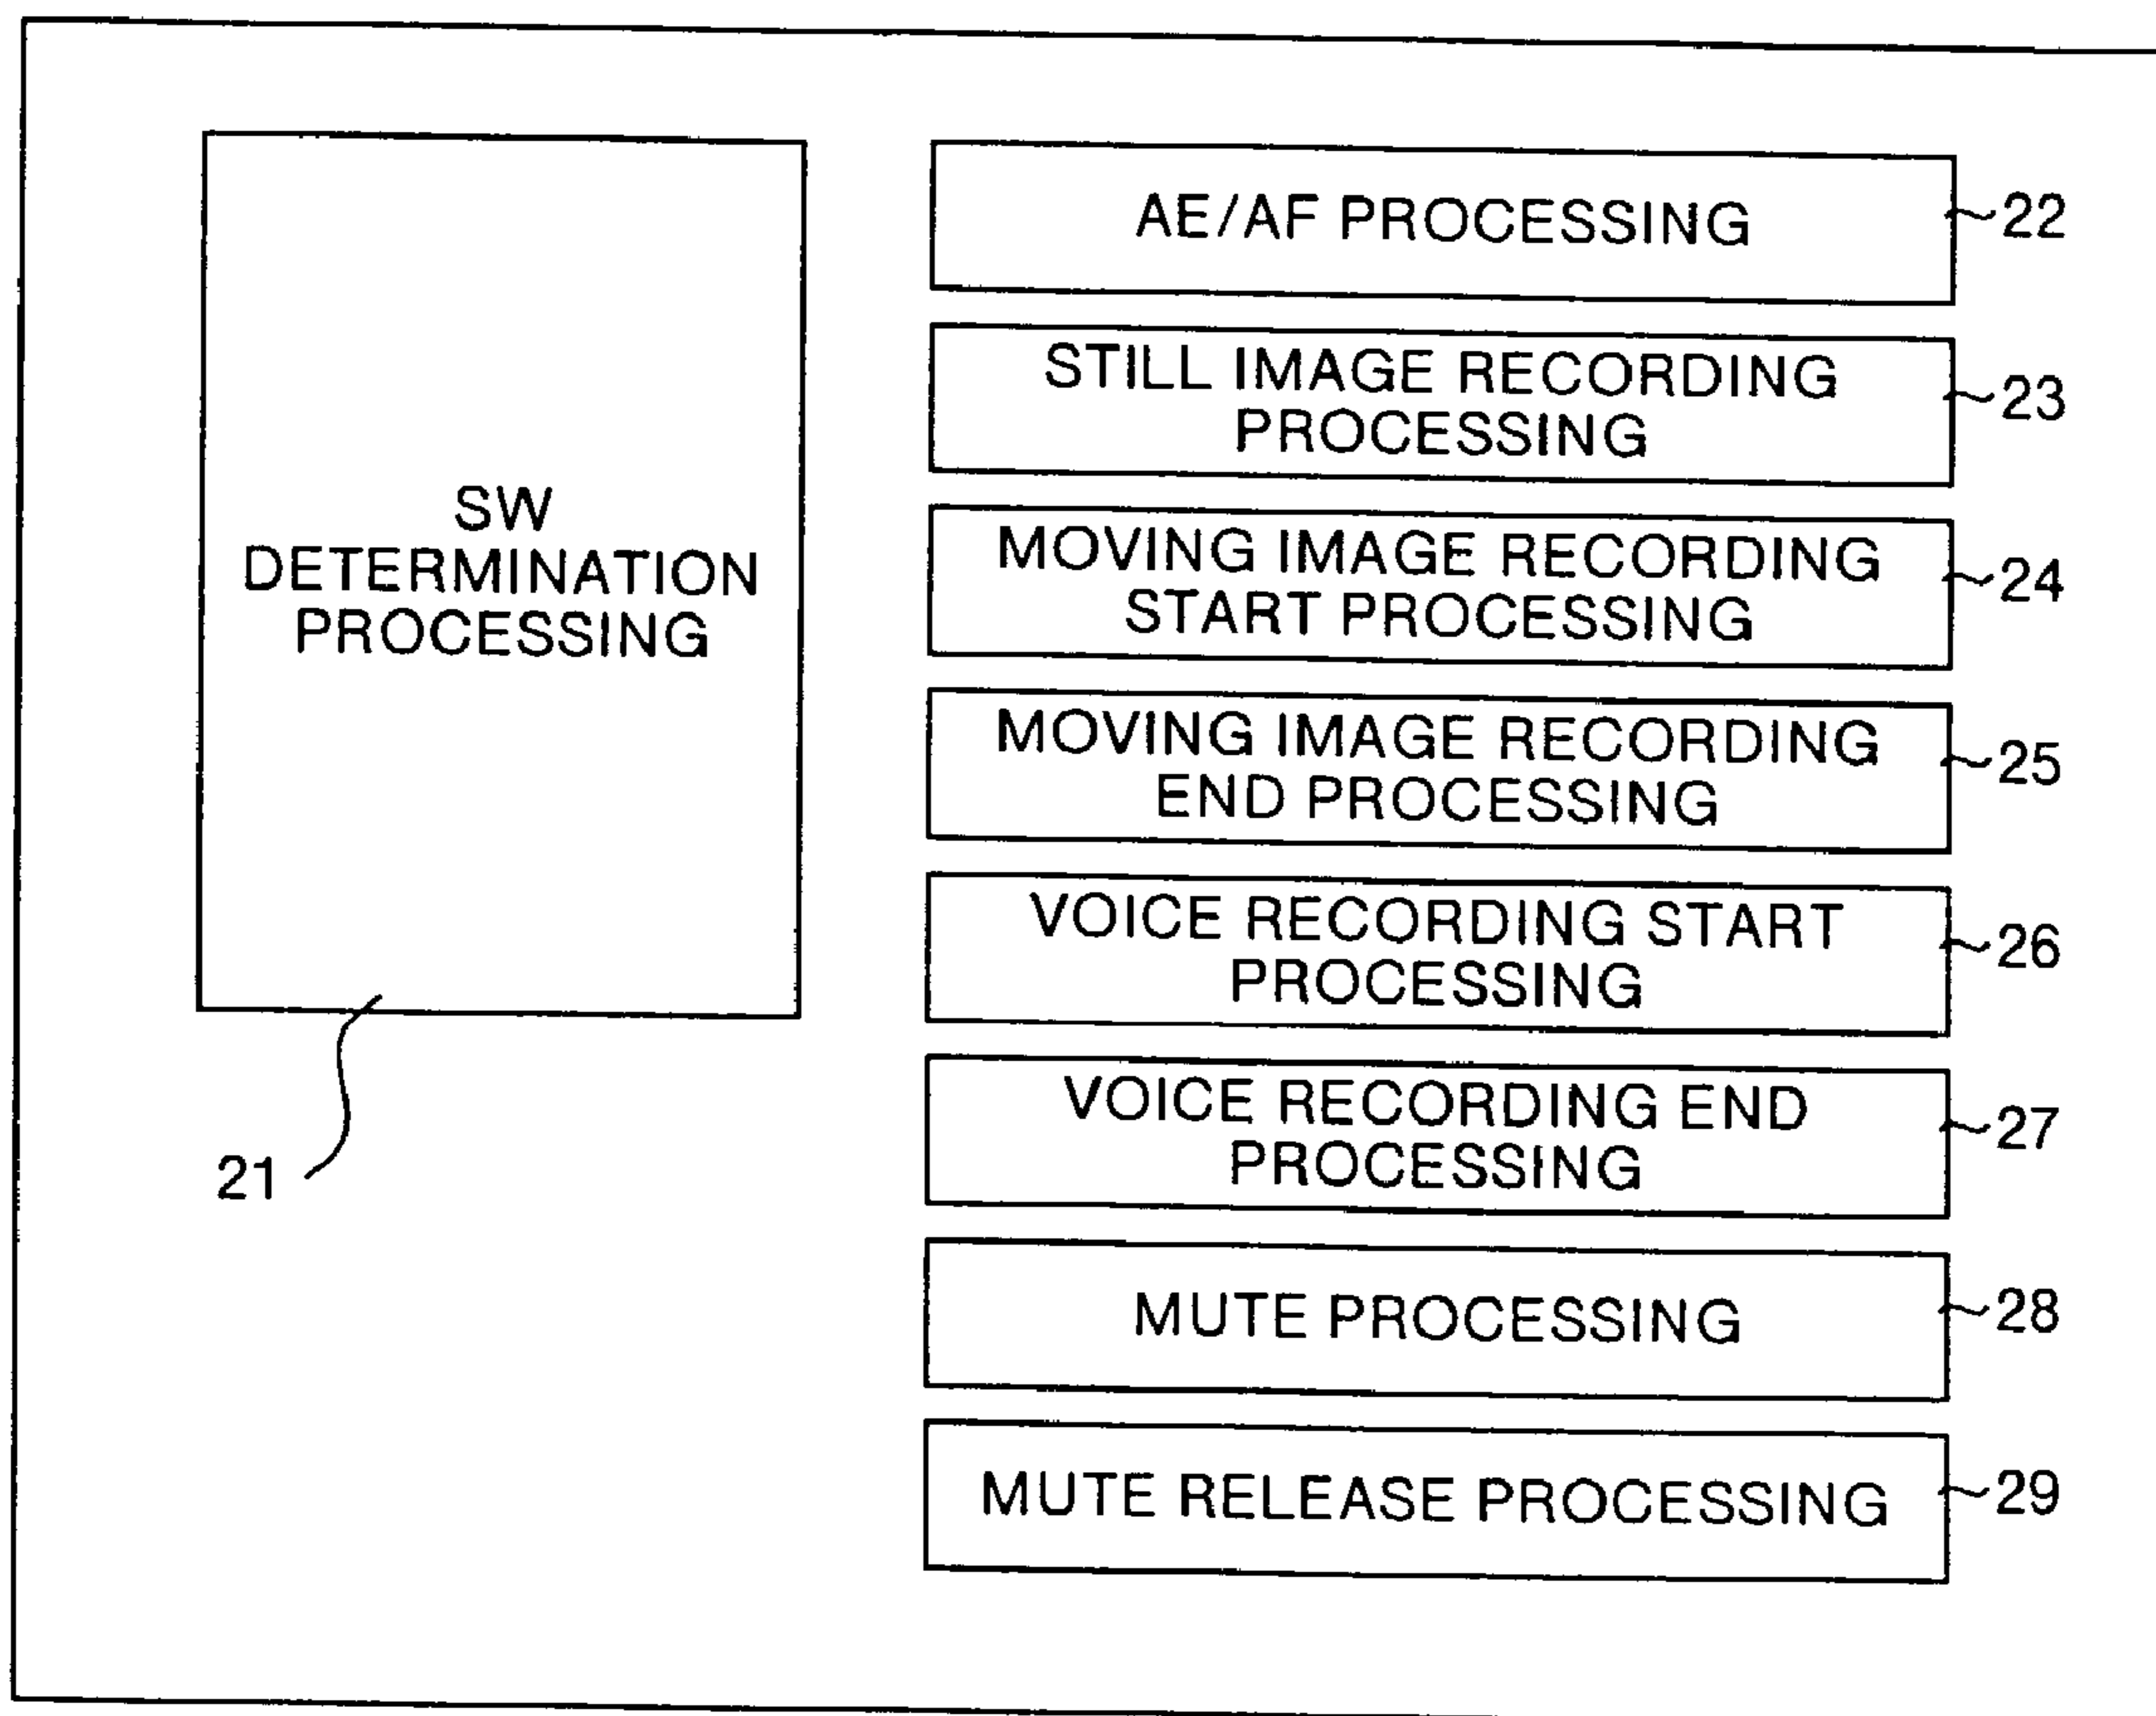 SW
DETERMINATION
PROCESSING
21
AE/AF PROCESSING
22
STILL IMAGE RECORDING
PROCESSING
23
MOVING IMAGE RECORDING
START PROCESSING
24
MOVING IMAGE RECORDING
END PROCESSING
25
VOICE RECORDING START
PROCESSING
26
VOICE RECORDING END
PROCESSING
27
MUTE PROCESSING
28
MUTE RELEASE PROCESSING
29